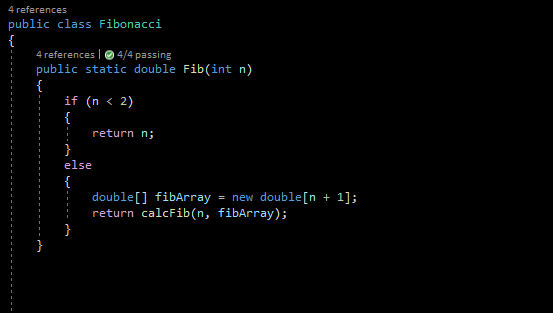 4 references
public class Fibonacci
{
4 references | 4/4 passing
public static double Fib(int n)
{
if (n < 2)
{
return n;
}
else
{
double[] fibArray = new double[n + 1];
return calcFib(n, fibArray);
}
}